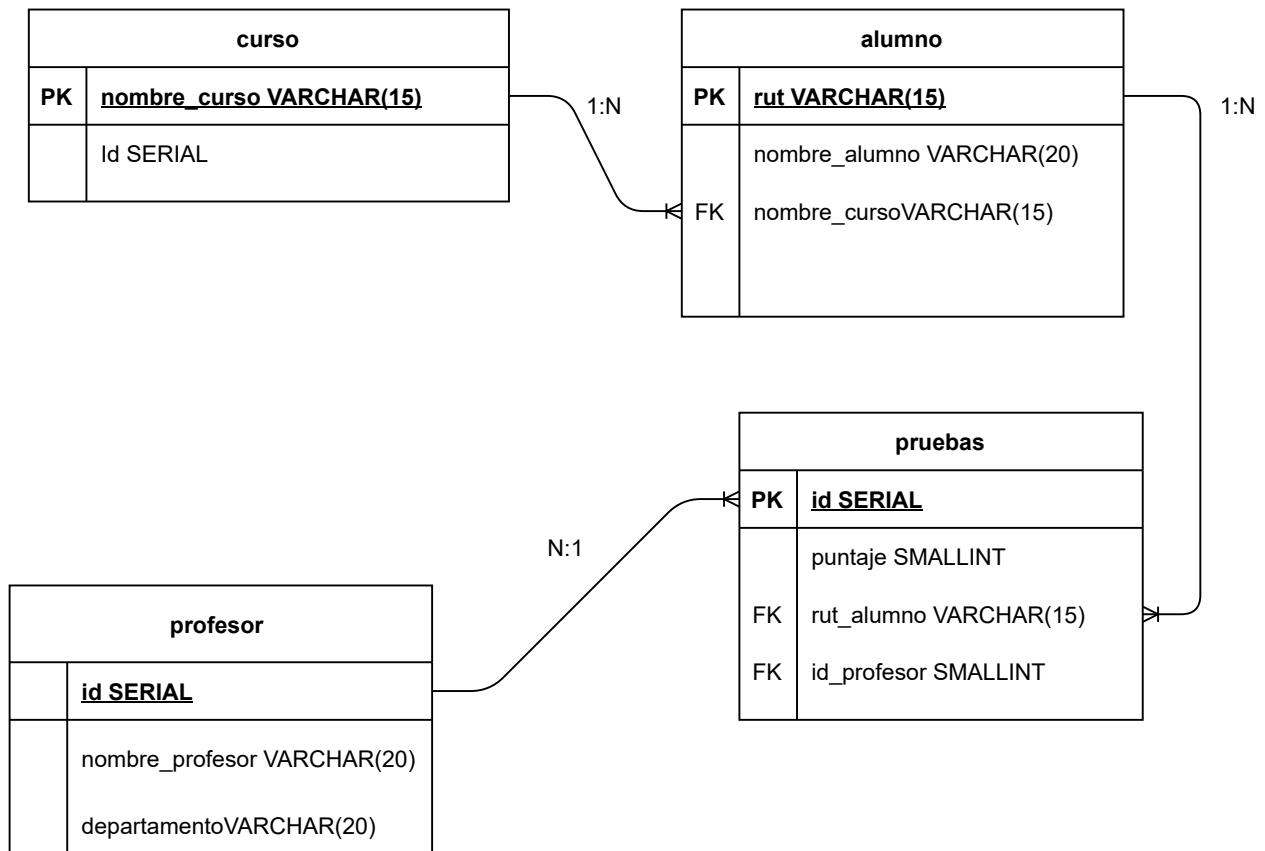 curso
PK nombre_curso VARCHAR(15)
Id SERIAL
1:N
alumno
PK rut VARCHAR(15)
nombre_alumno VARCHAR(20)
FK nombre_cursoVARCHAR(15)
1:N
pruebas
PK id SERIAL
puntaje SMALLINT
FK rut_alumno VARCHAR(15)
FK id_profesor SMALLINT
N:1
profesor
id SERIAL
nombre_profesor VARCHAR(20)
departamentoVARCHAR(20)